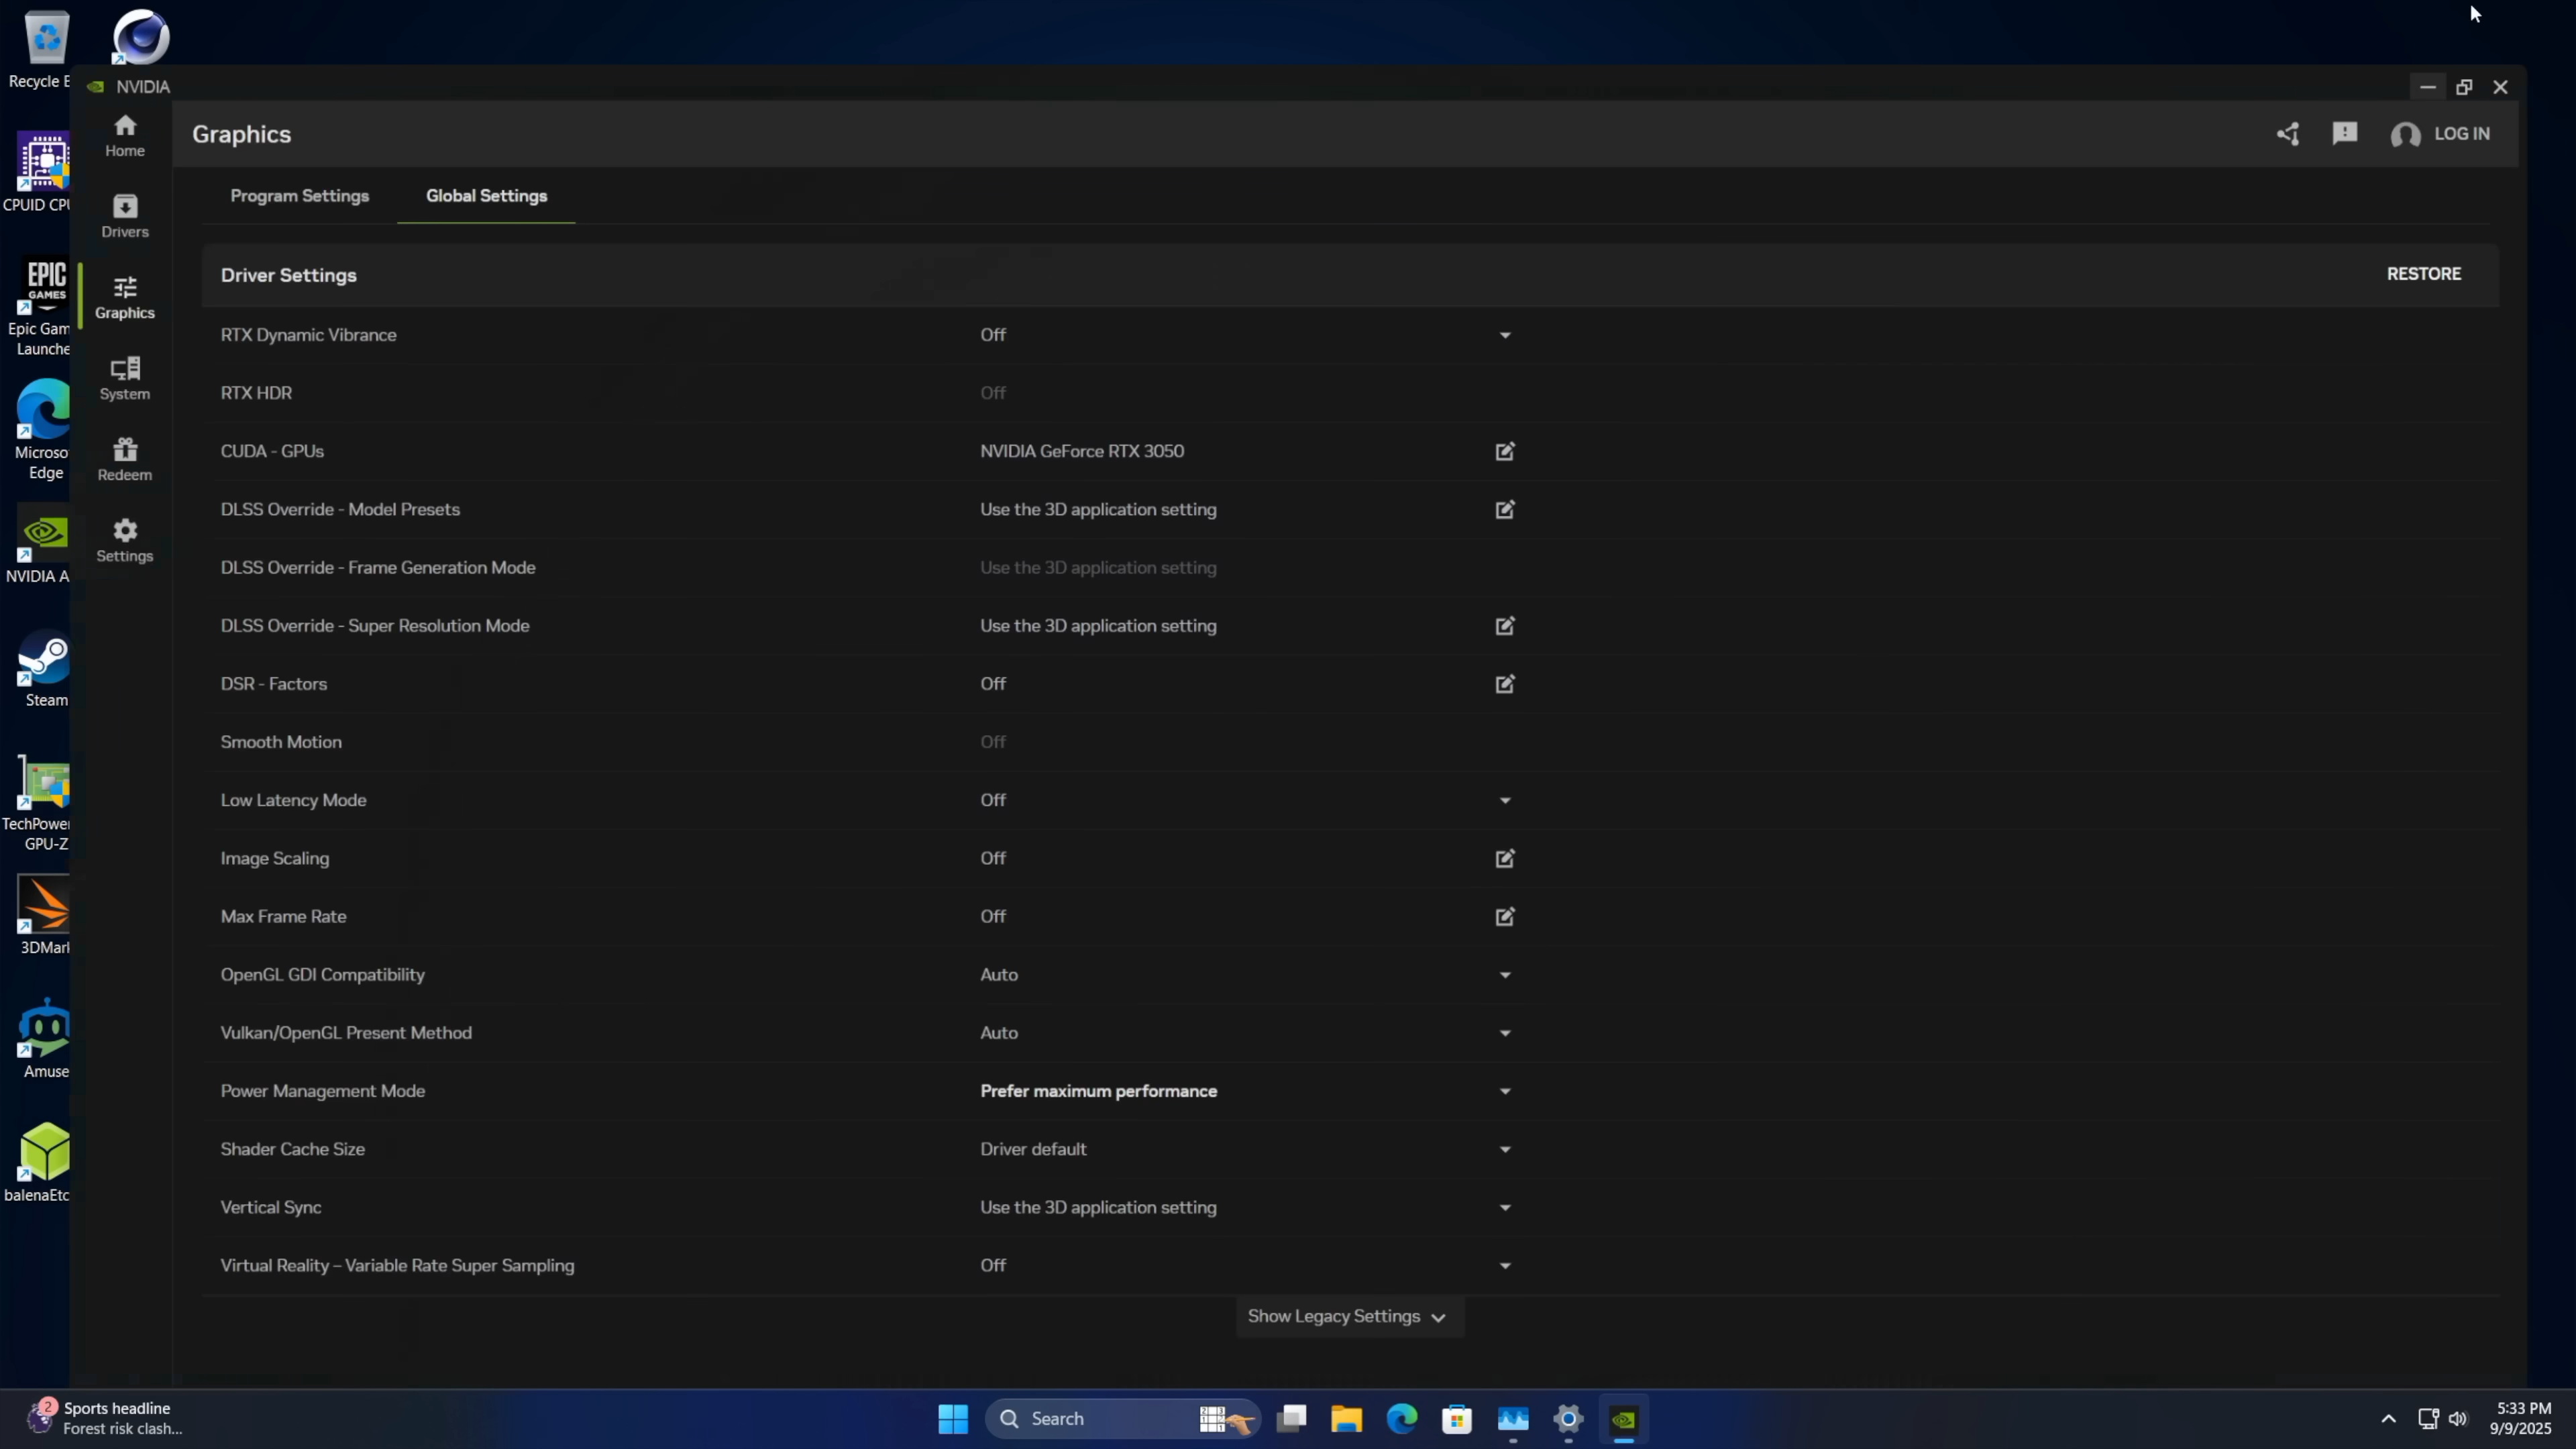 Recycle B
CPUID CPU
EPIC
GAMES
Epic Gam
Launche
Microso
Edge
NVIDIA A
Steam
TechPower
GPU-Z
3DMark
Amuse
balenaEtc
NVIDIA
Home
Drivers
Graphics
System
Redeem
Settings
Graphics
LOG IN
Program Settings
Global Settings
Driver Settings
RESTORE
RTX Dynamic Vibrance Off
RTX HDR Off
CUDA - GPUs NVIDIA GeForce RTX 3050
DLSS Override - Model Presets Use the 3D application setting
DLSS Override - Frame Generation Mode Use the 3D application setting
DLSS Override - Super Resolution Mode Use the 3D application setting
DSR - Factors Off
Smooth Motion Off
Low Latency Mode Off
Image Scaling Off
Max Frame Rate Off
OpenGL GDI Compatibility Auto
Vulkan/OpenGL Present Method Auto
Power Management Mode Prefer maximum performance
Shader Cache Size Driver default
Vertical Sync Use the 3D application setting
Virtual Reality – Variable Rate Super Sampling Off
Show Legacy Settings
2
Sports headline
Forest risk clash...
Search
5:33 PM
9/9/2025